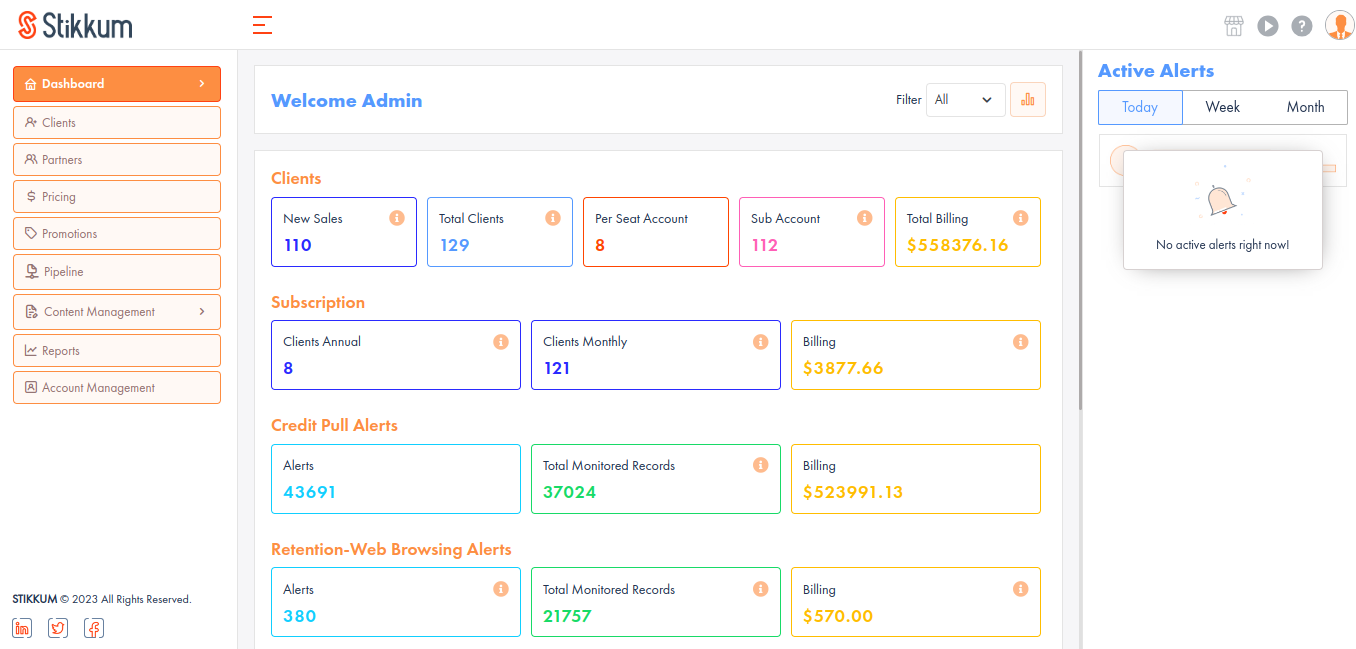 Stikkum
Dashboard
Clients
Partners
Pricing
Promotions
Pipeline
Content Management
Reports
Account Management
STIKKUM © 2023 All Rights Reserved.
Welcome Admin
Filter All
Clients
New Sales
110
Total Clients
129
Per Seat Account
8
Sub Account
112
Total Billing
$558376.16
Subscription
Clients Annual
8
Clients Monthly
121
Billing
$3877.66
Credit Pull Alerts
Alerts
43691
Total Monitored Records
37024
Billing
$523991.13
Retention-Web Browsing Alerts
Alerts
380
Total Monitored Records
21757
Billing
$570.00
Active Alerts
Today Week Month
No active alerts right now!